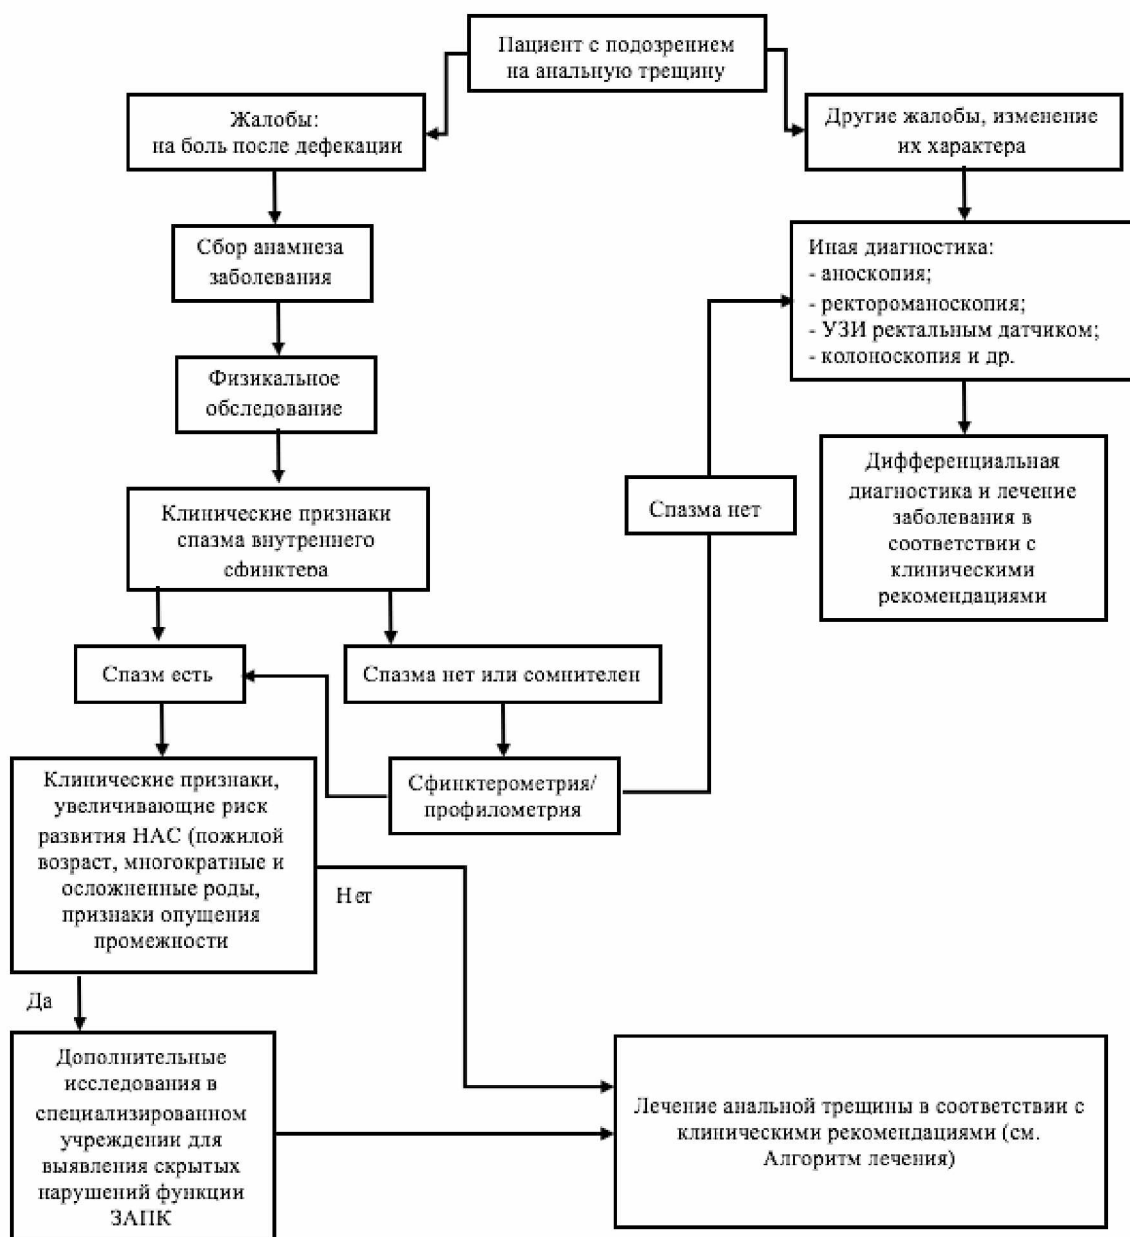 Пациент с подозрением
на анальную трещину
Жалобы:
на боль после дефекации
Другие жалобы, изменение
их характера
Сбор анамнеза
заболевания
Иная диагностика:
- аноскопия;
- ректороманоскопия;
- УЗИ ректальным датчиком;
- колоноскопия и др.
Физикальное
обследование
Дифференциальная
диагностика и лечение
заболевания в
соответствии с
клиническими
рекомендациями
Клинические признаки
спазма внутреннего
сфинктера
Спазма нет
Спазм есть
Спазма нет или сомнителен
Сфинктерометрия/
профилометрия
Клинические признаки,
увеличивающие риск
развития НАС (пожилой
возраст, многократные и
осложненные роды,
признаки опущения
промежности
Нет
Да
Дополнительные
исследования в
специализированном
учреждении для
выявления скрытых
нарушений функции
ЗАПК
Лечение анальной трещины в соответствии с
клиническими рекомендациями (см.
Алгоритм лечения)